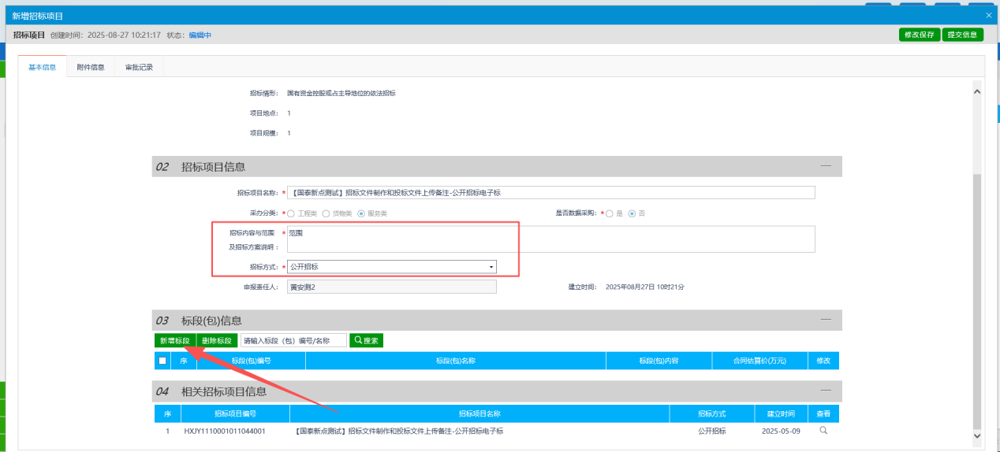 新增招标项目 ×
招标项目 创建时间: 2025-08-27 10:21:17 状态: 编辑中 修改保存 提交信息
基本信息 附件信息 审批记录
招标情形: 国有资金控股或占主导地位的依法招标
项目地点: 1
项目规模: 1
02 招标项目信息
招标项目名称: * 【国泰新点测试】招标文件制作和投标文件上传备注-公开招标电子标
采办分类: * 工程类 货物类 服务类 是否数据采购: * 是 否
招标内容与范围 * 范围
及招标方案说明:
招标方式: * 公开招标
申报责任人: 黄安测2 建立时间: 2025年08月27日 10时21分
03 标段(包)信息
新增标段 删除标段 请输入标段（包）编号/名称 搜索
序 标段(包)编号 标段(包)名称 标段(包)内容 合同估算价(万元) 修改
04 相关招标项目信息
序 招标项目编号 招标项目名称 招标方式 建立时间 查看
1 HXJY1110001011044001 【国泰新点测试】招标文件制作和投标文件上传备注-公开招标电子标 公开招标 2025-05-09